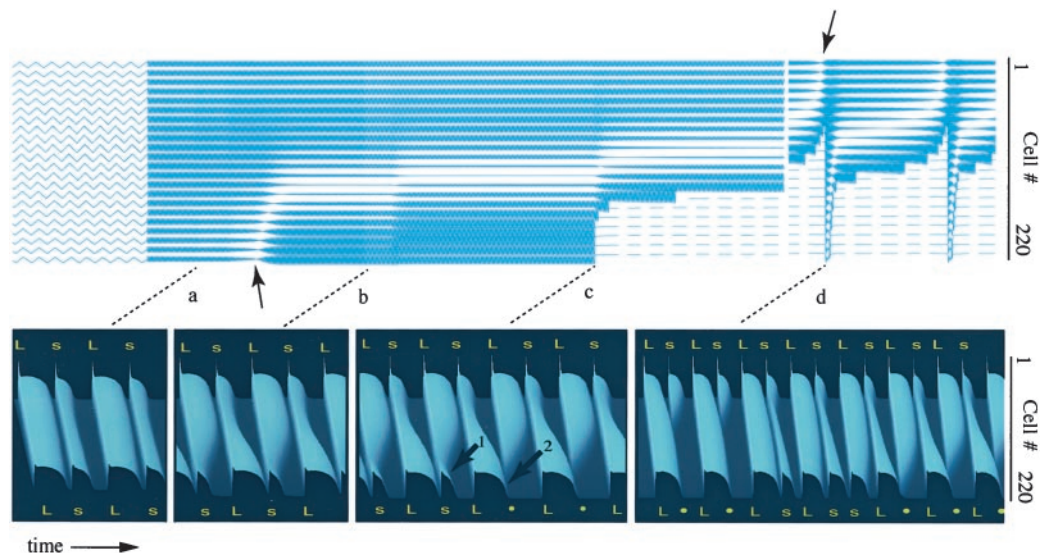 1
Cell #
220
a
b
c
d
L s L s
L s L s L
L s L s L s L s
L s L s L s L s L s L s L s
1
2
1
Cell #
220
L s L s
s L s L
L s L s • L • L
L • L • L s L s s L • L • L •
time